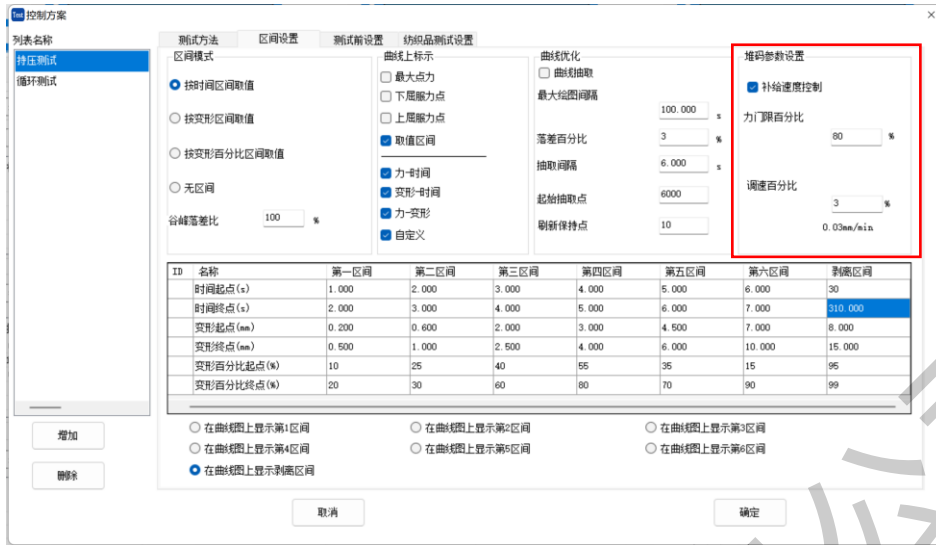 Test 控制方案
列表名称
持压测试
循环测试
增加
删除
测试方法 区间设置 测试前设置 纺织品测试设置
区间模式
按时间区间取值
按变形区间取值
按变形百分比区间取值
无区间
谷峰落差比 100 %
曲线上标示
最大点力
下屈服力点
上屈服力点
取值区间
力-时间
变形-时间
力-变形
自定义
曲线优化
曲线抽取
最大绘图间隔
100.000 s
落差百分比 3 %
抽取间隔 6.000 s
起始抽取点 6000
刷新保持点 10
堆码参数设置
补给速度控制
力门限百分比
80 %
调速百分比
3 %
0.03mm/min
ID 名称 第一区间 第二区间 第三区间 第四区间 第五区间 第六区间 剥离区间
时间起点(s) 1.000 2.000 3.000 4.000 5.000 6.000 30
时间终点(s) 2.000 3.000 4.000 5.000 6.000 7.000 310.000
变形起点(mm) 0.200 0.600 2.000 3.000 4.500 7.000 8.000
变形终点(mm) 0.500 1.000 2.500 4.000 6.000 10.000 15.000
变形百分比起点(%) 10 25 40 55 35 15 95
变形百分比终点(%) 20 30 60 80 70 90 99
在曲线图上显示第1区间 在曲线图上显示第2区间 在曲线图上显示第3区间
在曲线图上显示第4区间 在曲线图上显示第5区间 在曲线图上显示第6区间
在曲线图上显示剥离区间
取消 确定